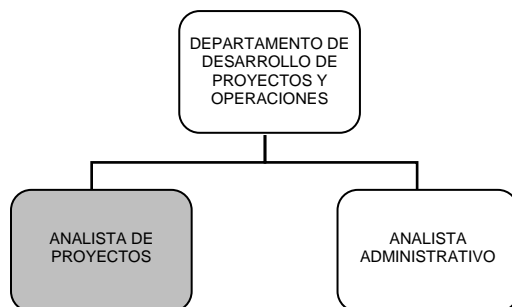 DEPARTAMENTO DE
DESARROLLO DE
PROYECTOS Y
OPERACIONES
ANALISTA DE
PROYECTOS
ANALISTA
ADMINISTRATIVO